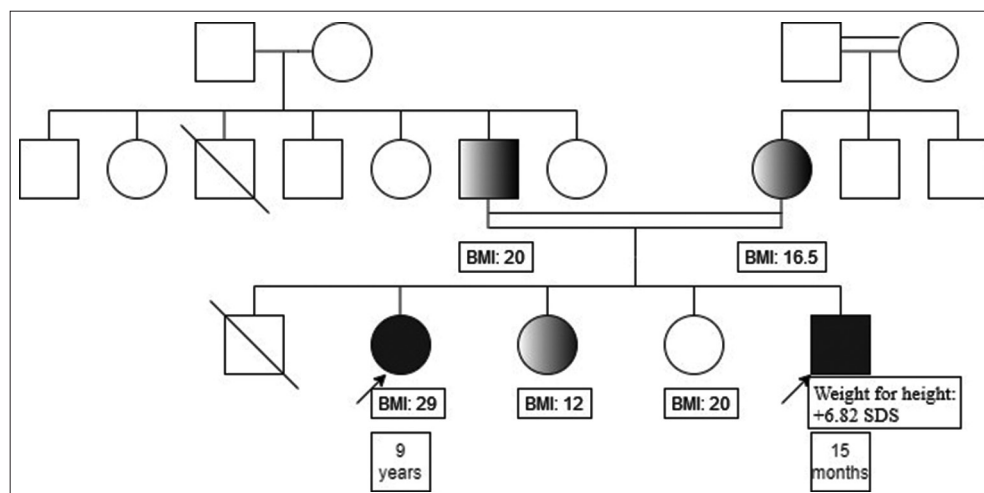 BMI: 20
BMI: 16.5
BMI: 29
BMI: 12
BMI: 20
Weight for height:
+6.82 SDS
9
years
15
months